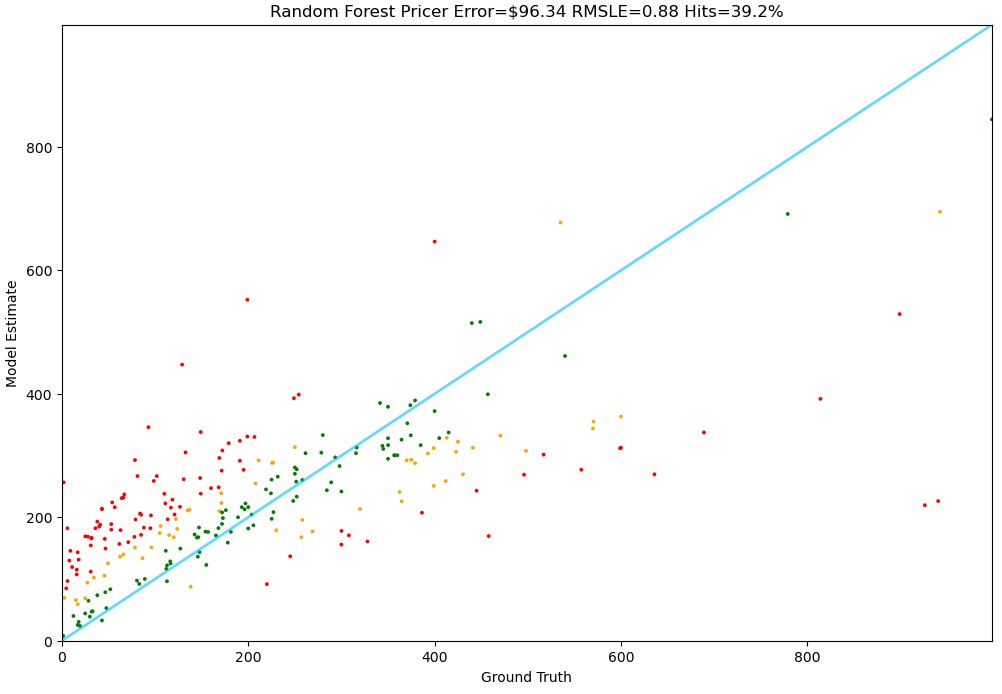 Random Forest Pricer Error=$96.34 RMSLE=0.88 Hits=39.2%
Model Estimate
800
600
400
200
0
0 200 400 600 800
Ground Truth